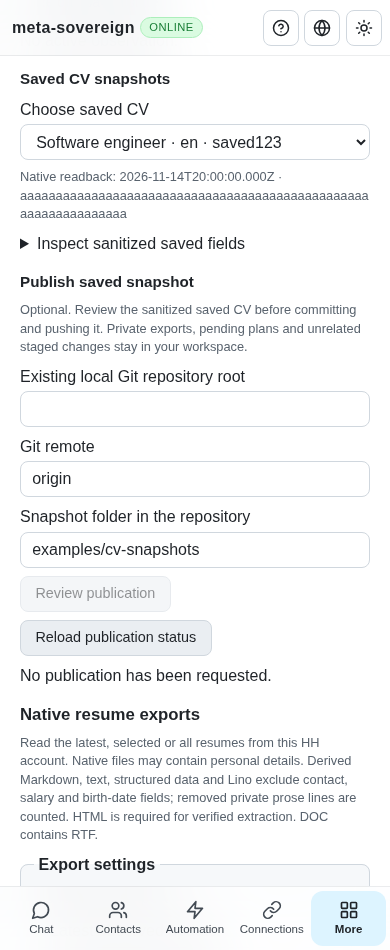 meta-sovereign ONLINE
Saved CV snapshots
Choose saved CV
Software engineer · en · saved123
Native readback: 2026-11-14T20:00:00.000Z ·
aaaaaaaaaaaaaaaaaaaaaaaaaaaaaaaaaaaaaaaaaaaaaaaaa
aaaaaaaaaaaaaaa
Inspect sanitized saved fields
Publish saved snapshot
Optional. Review the sanitized saved CV before committing
and pushing it. Private exports, pending plans and unrelated
staged changes stay in your workspace.
Existing local Git repository root
Git remote
origin
Snapshot folder in the repository
examples/cv-snapshots
Review publication
Reload publication status
No publication has been requested.
Native resume exports
Read the latest, selected or all resumes from this HH
account. Native files may contain personal details. Derived
Markdown, text, structured data and Lino exclude contact,
salary and birth-date fields; removed private prose lines are
counted. HTML is required for verified extraction. DOC
contains RTF.
Export settings
Chat Contacts Automation Connections More